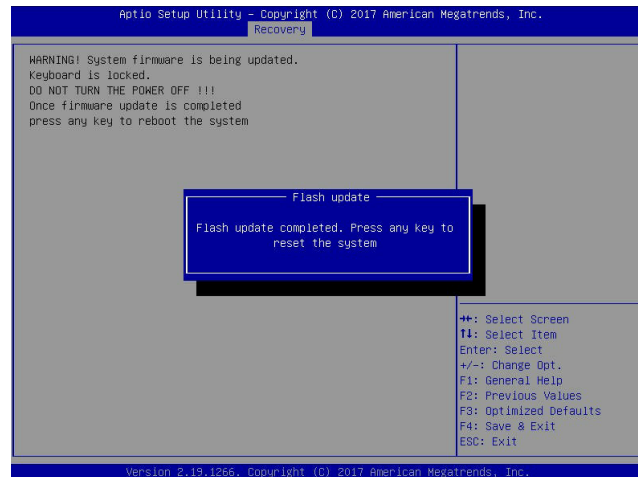 Aptio Setup Utility – Copyright (C) 2017 American Megatrends, Inc.
Recovery
WARNING! System firmware is being updated.
Keyboard is locked.
DO NOT TURN THE POWER OFF !!!
Once firmware update is completed
press any key to reboot the system
Flash update
Flash update completed. Press any key to
reset the system
→←: Select Screen
↑↓: Select Item
Enter: Select
+/-: Change Opt.
F1: General Help
F2: Previous Values
F3: Optimized Defaults
F4: Save & Exit
ESC: Exit
Version 2.19.1266. Copyright (C) 2017 American Megatrends, Inc.